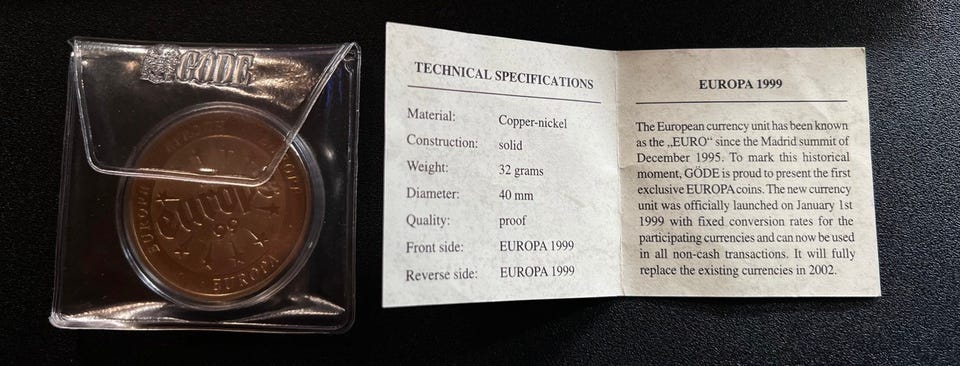 GÖDE
EUROPA
EUROPE
europa
99
EUROPA
TECHNICAL SPECIFICATIONS
Material: Copper-nickel
Construction: solid
Weight: 32 grams
Diameter: 40 mm
Quality: proof
Front side: EUROPA 1999
Reverse side: EUROPA 1999
EUROPA 1999
The European currency unit has been known
as the „EURO“ since the Madrid summit of
December 1995. To mark this historical
moment, GÖDE is proud to present the first
exclusive EUROPA coins. The new currency
unit was officially launched on January 1st
1999 with fixed conversion rates for the
participating currencies and can now be used
in all non-cash transactions. It will fully
replace the existing currencies in 2002.